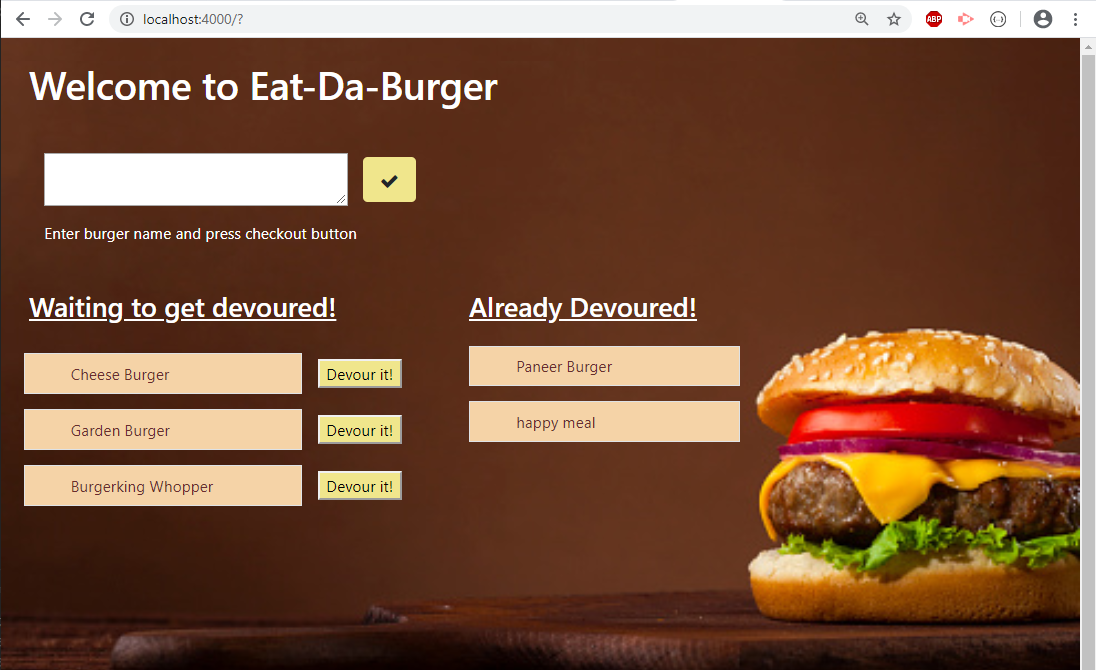 localhost:4000/?
ABP
Welcome to Eat-Da-Burger
Enter burger name and press checkout button
Waiting to get devoured!
Already Devoured!
Cheese Burger
Devour it!
Paneer Burger
Garden Burger
Devour it!
happy meal
Burgerking Whopper
Devour it!